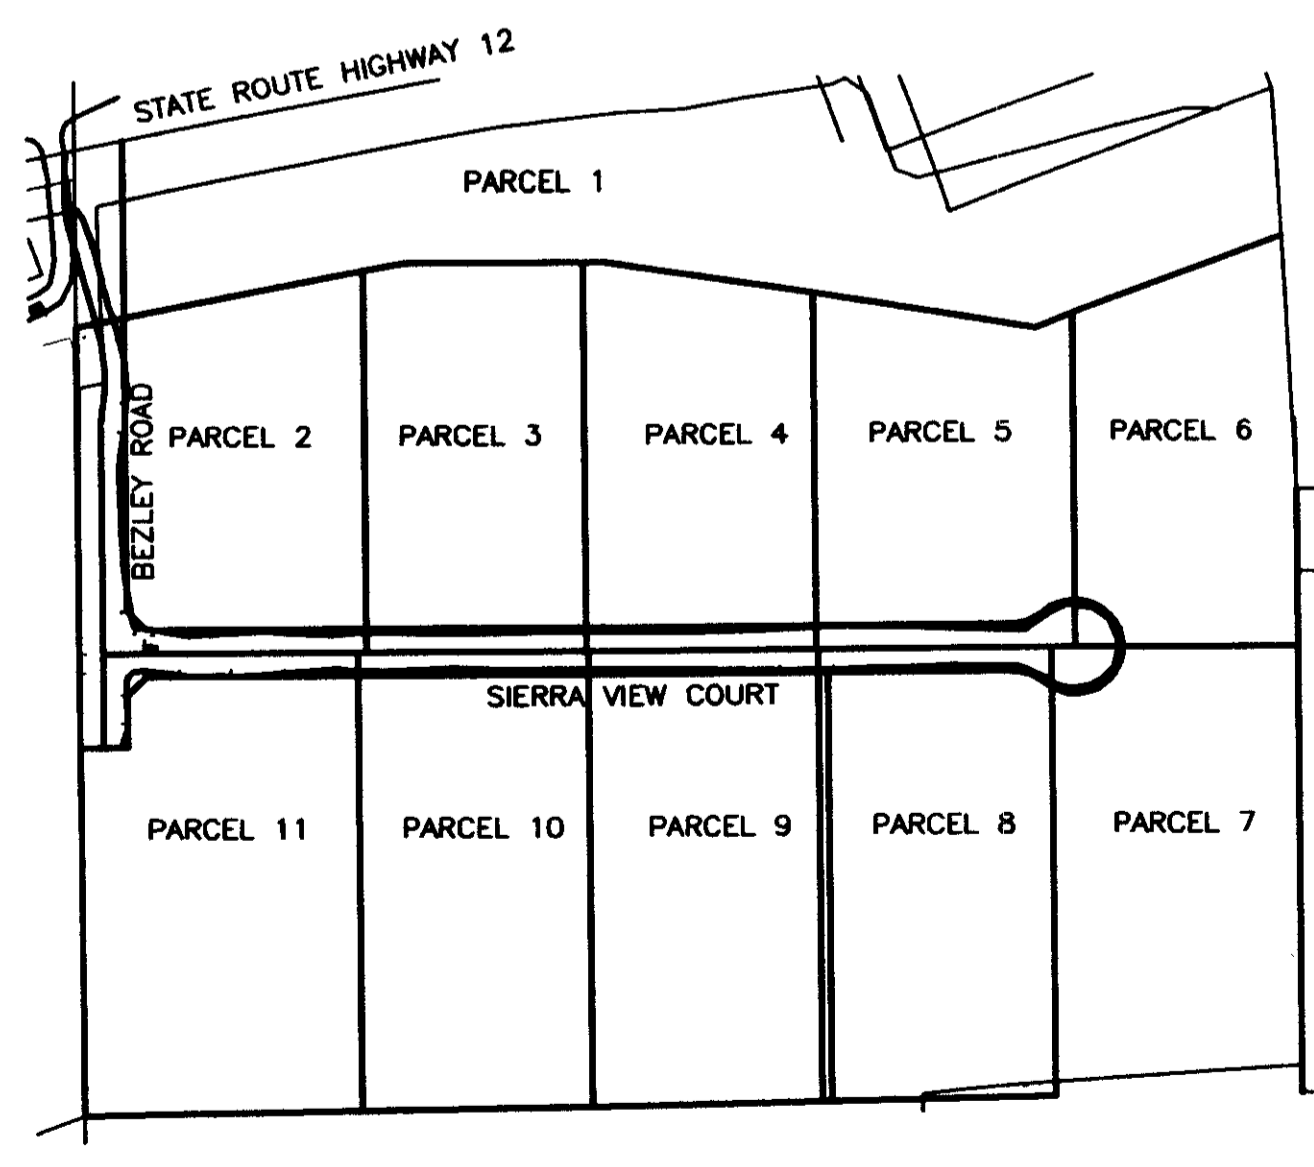 STATE ROUTE HIGHWAY 12
PARCEL 1
BEZLEY ROAD
PARCEL 2
PARCEL 3
PARCEL 4
PARCEL 5
PARCEL 6
SIERRA VIEW COURT
PARCEL 11
PARCEL 10
PARCEL 9
PARCEL 8
PARCEL 7